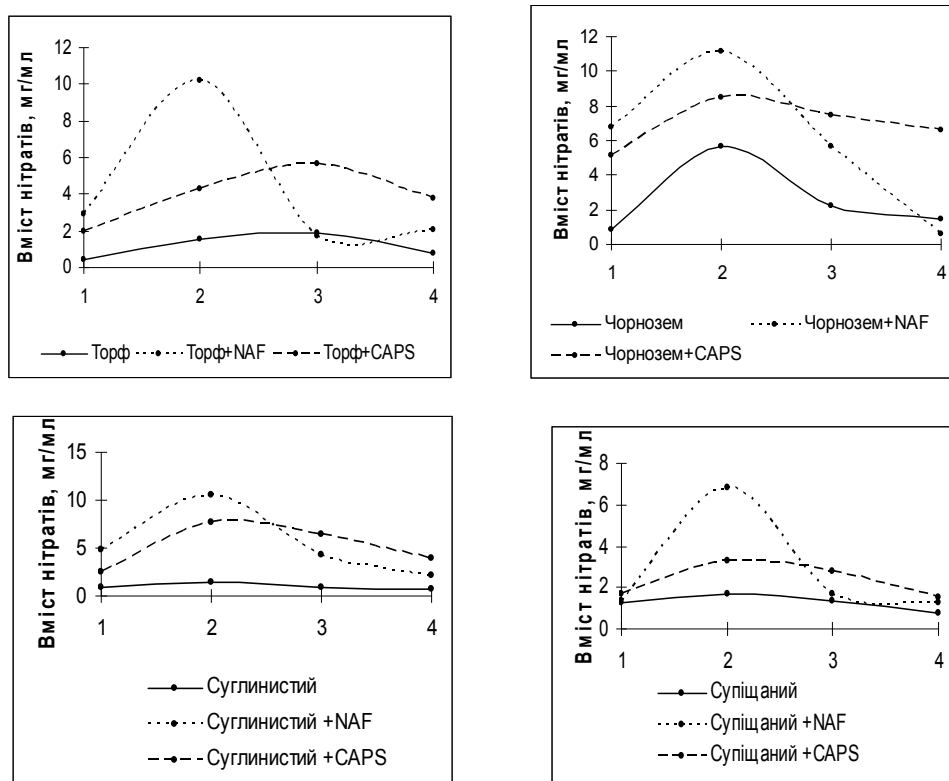 Вміст нітратів, мг/мл
12
10
8
6
4
2
0
1 2 3 4
Торф Торф+NAF Торф+CAPS
Вміст нітратів, мг/мл
12
10
8
6
4
2
0
1 2 3 4
Чорнозем Чорнозем+NAF
Чорнозем+CAPS
Вміст нітратів, мг/мл
15
10
5
0
1 2 3 4
Суглинистий
Суглинистий +NAF
Суглинистий +CAPS
Вміст нітратів, мг/мл
8
6
4
2
0
1 2 3 4
Супіщаний
Супіщаний +NAF
Супіщаний +CAPS